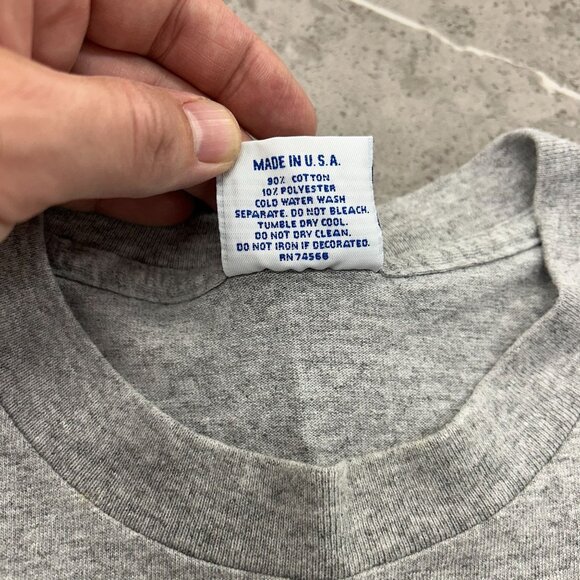 MADE IN U.S.A.
90% COTTON
10% POLYESTER
COLD WATER WASH
SEPARATE. DO NOT BLEACH.
TUMBLE DRY COOL.
DO NOT DRY CLEAN.
DO NOT IRON IF DECORATED.
RN74566